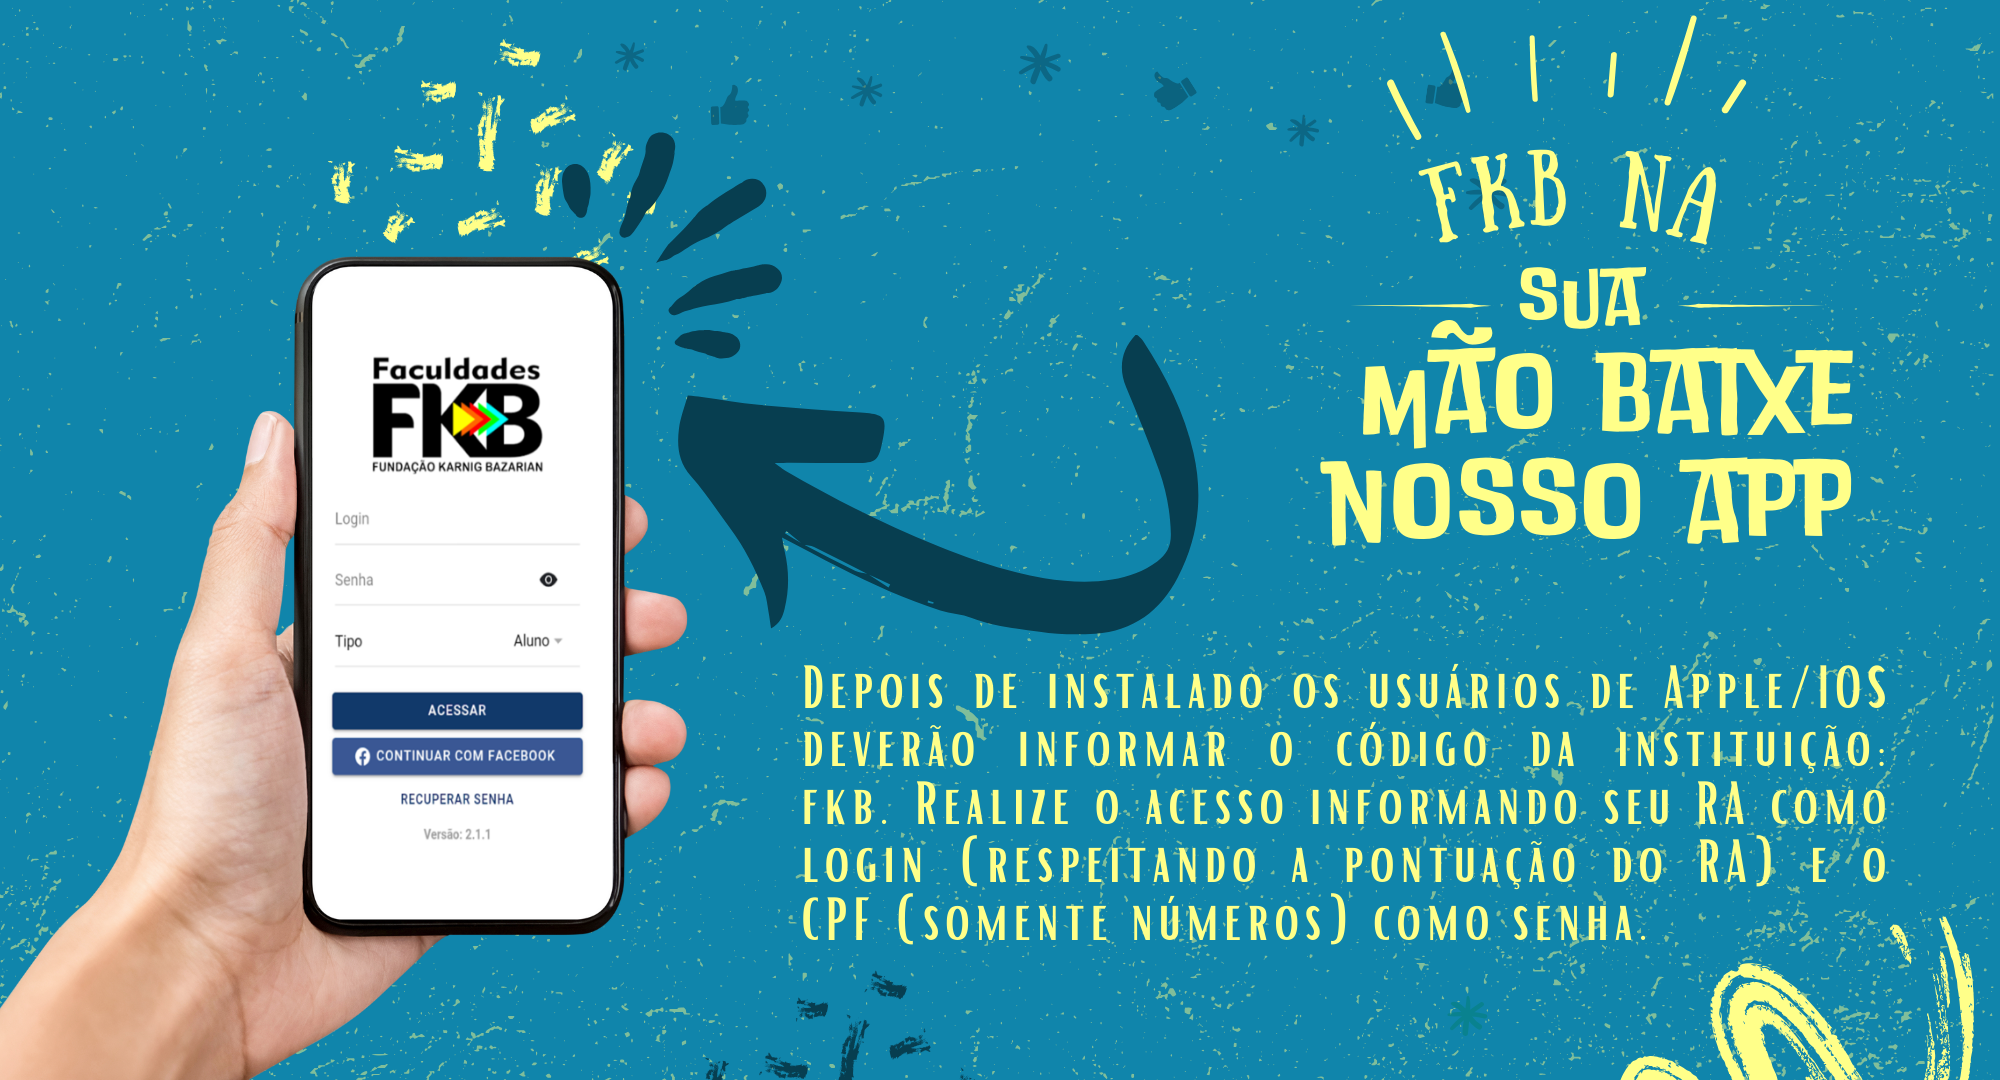 FKB NA
SUA
MÃO BAIXE
NOSSO APP
Faculdades
FKB
FUNDAÇÃO KARNIG BAZARIAN
Login
Senha
Tipo Aluno
ACESSAR
CONTINUAR COM FACEBOOK
RECUPERAR SENHA
Versão: 2.1.1
Depois de instalado os usuários de Apple/IOS
deverão informar o código da instituição:
fkb. Realize o acesso informando seu RA como
login (respeitando a pontuação do RA) e o
CPF (somente números) como senha.